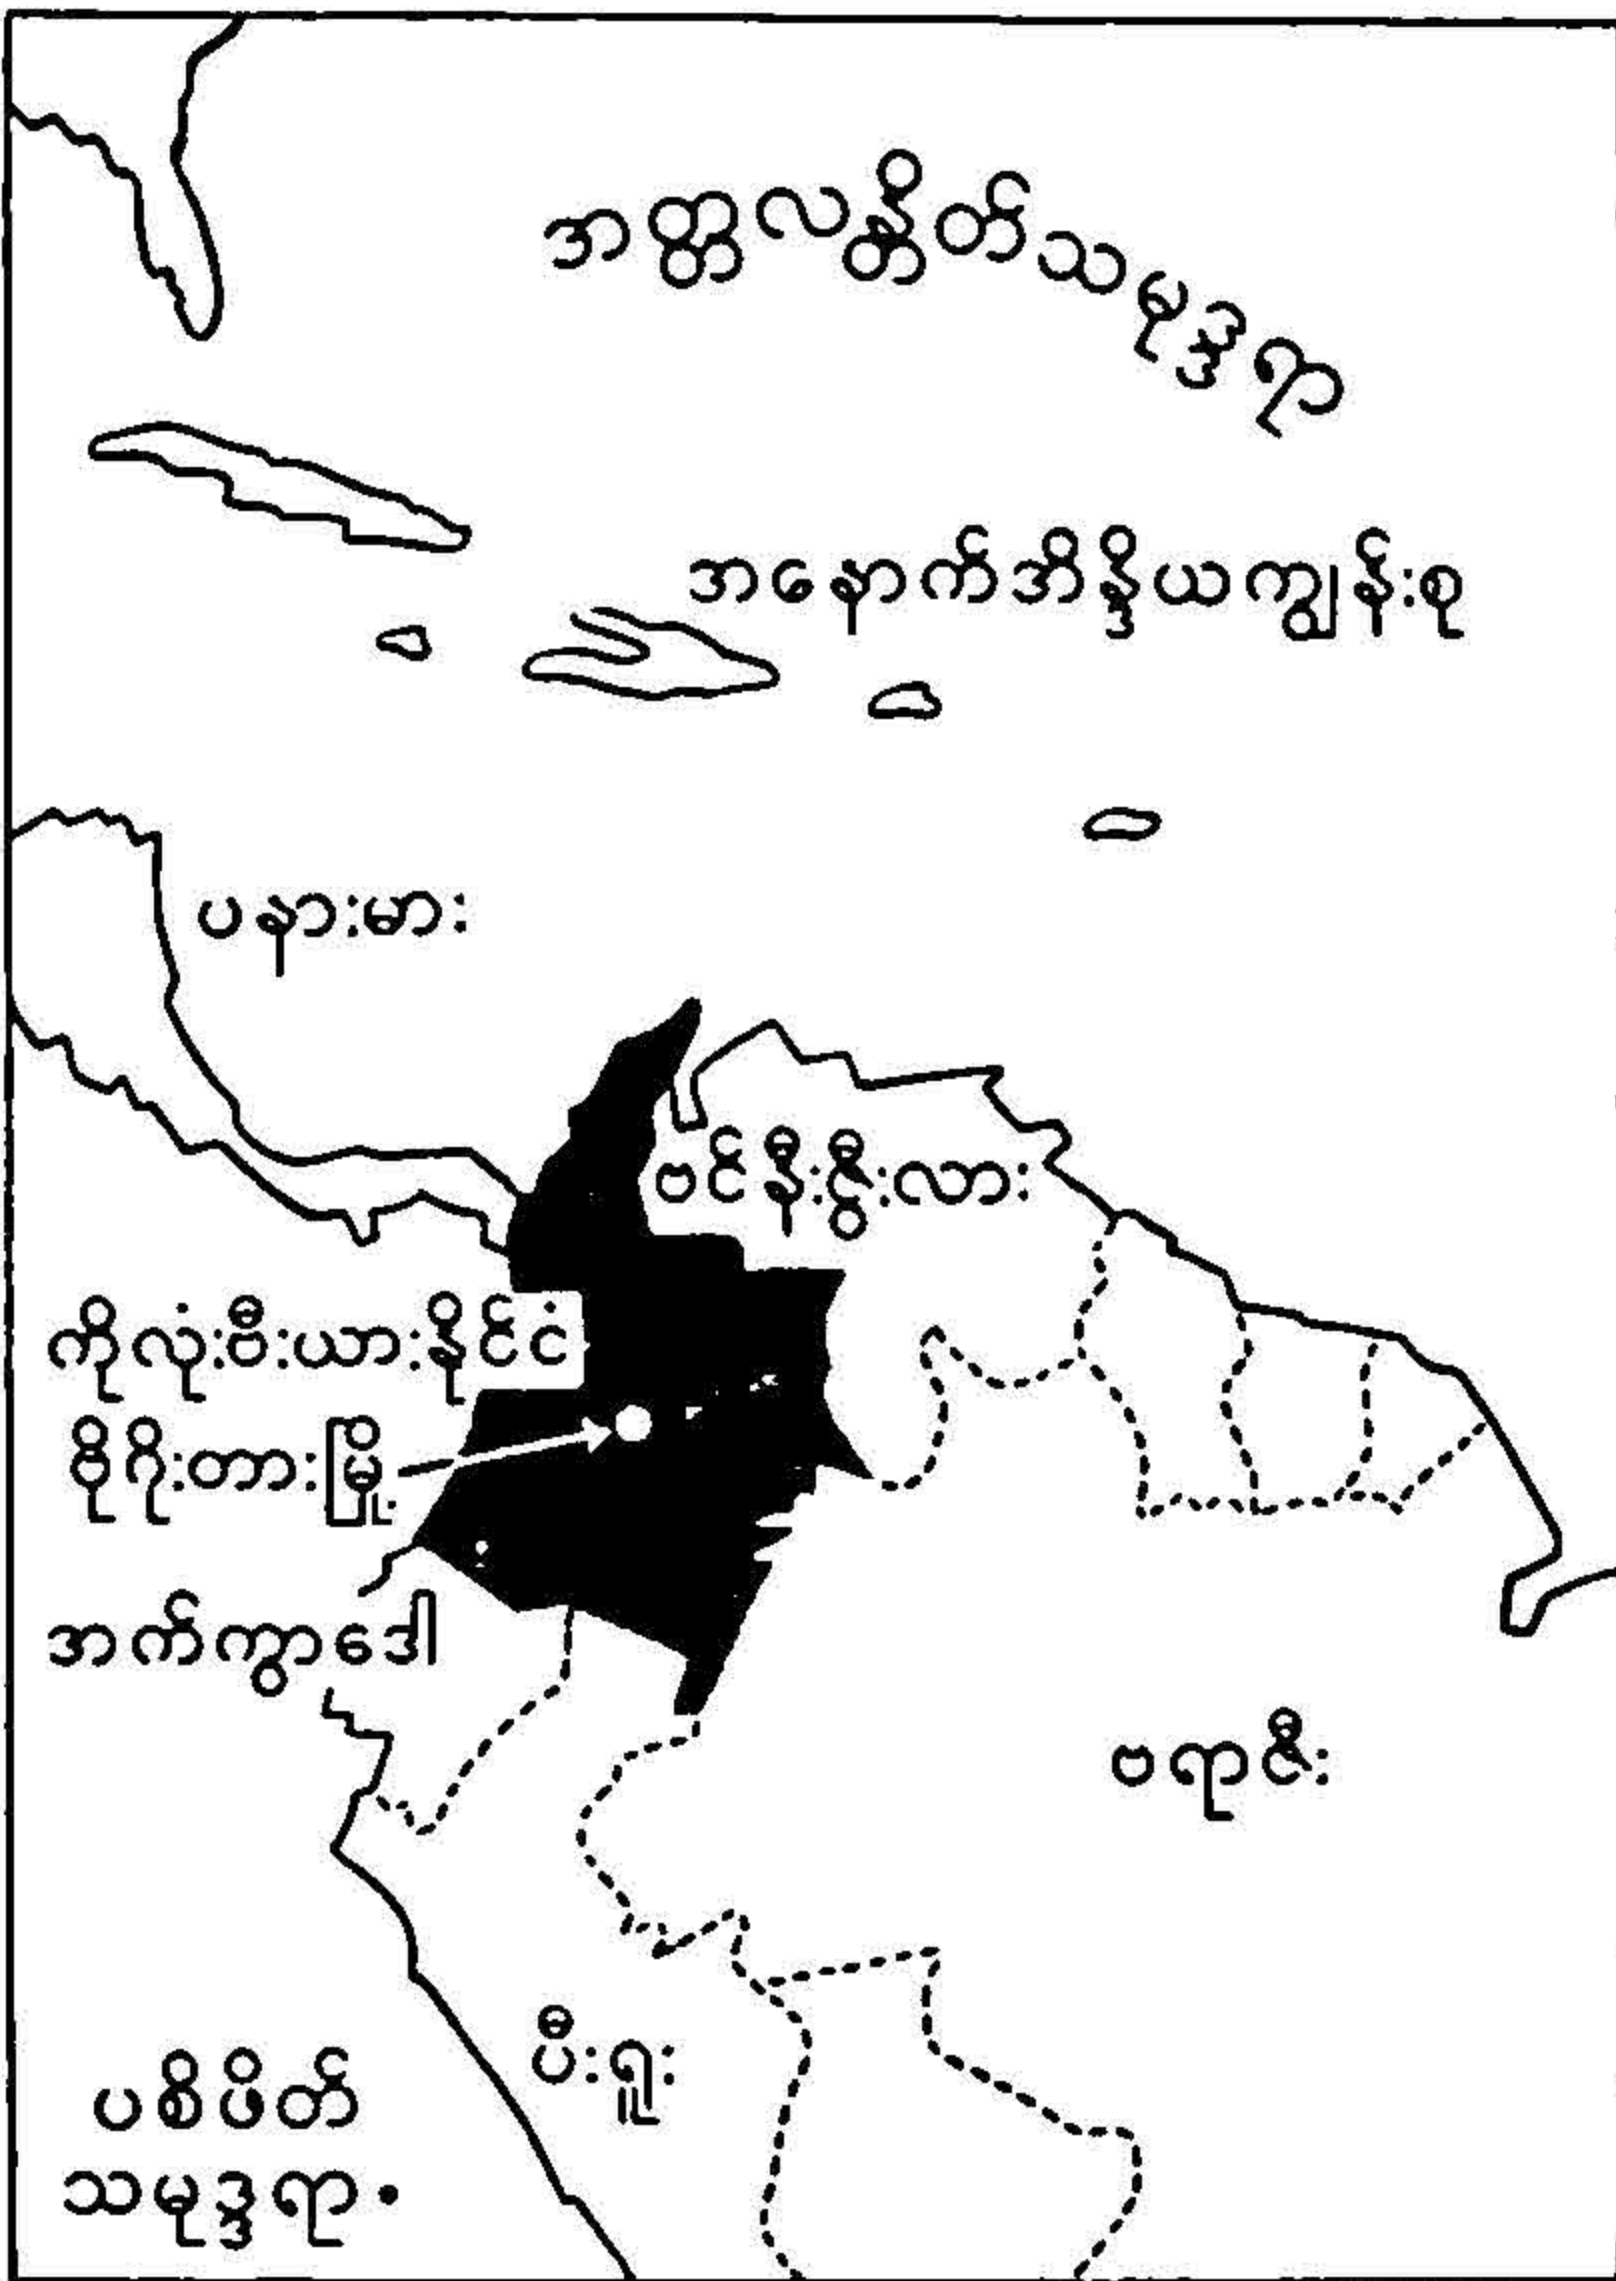 အတ္တလန္တိတ်သမုဒ္ဒရာ
အနောက်အိန္ဒိယကျွန်းစု
ပနားမား
ဗင်နီးဇွီးလား
ကိုလုံးဗီးယားနိုင်ငံ
ဗိုဂိုးတားမြို့
အက်ကွာဒေါ
ဗရာဇီး
ပီးရူး
ပစိဖိတ်
သမုဒ္ဒရာ